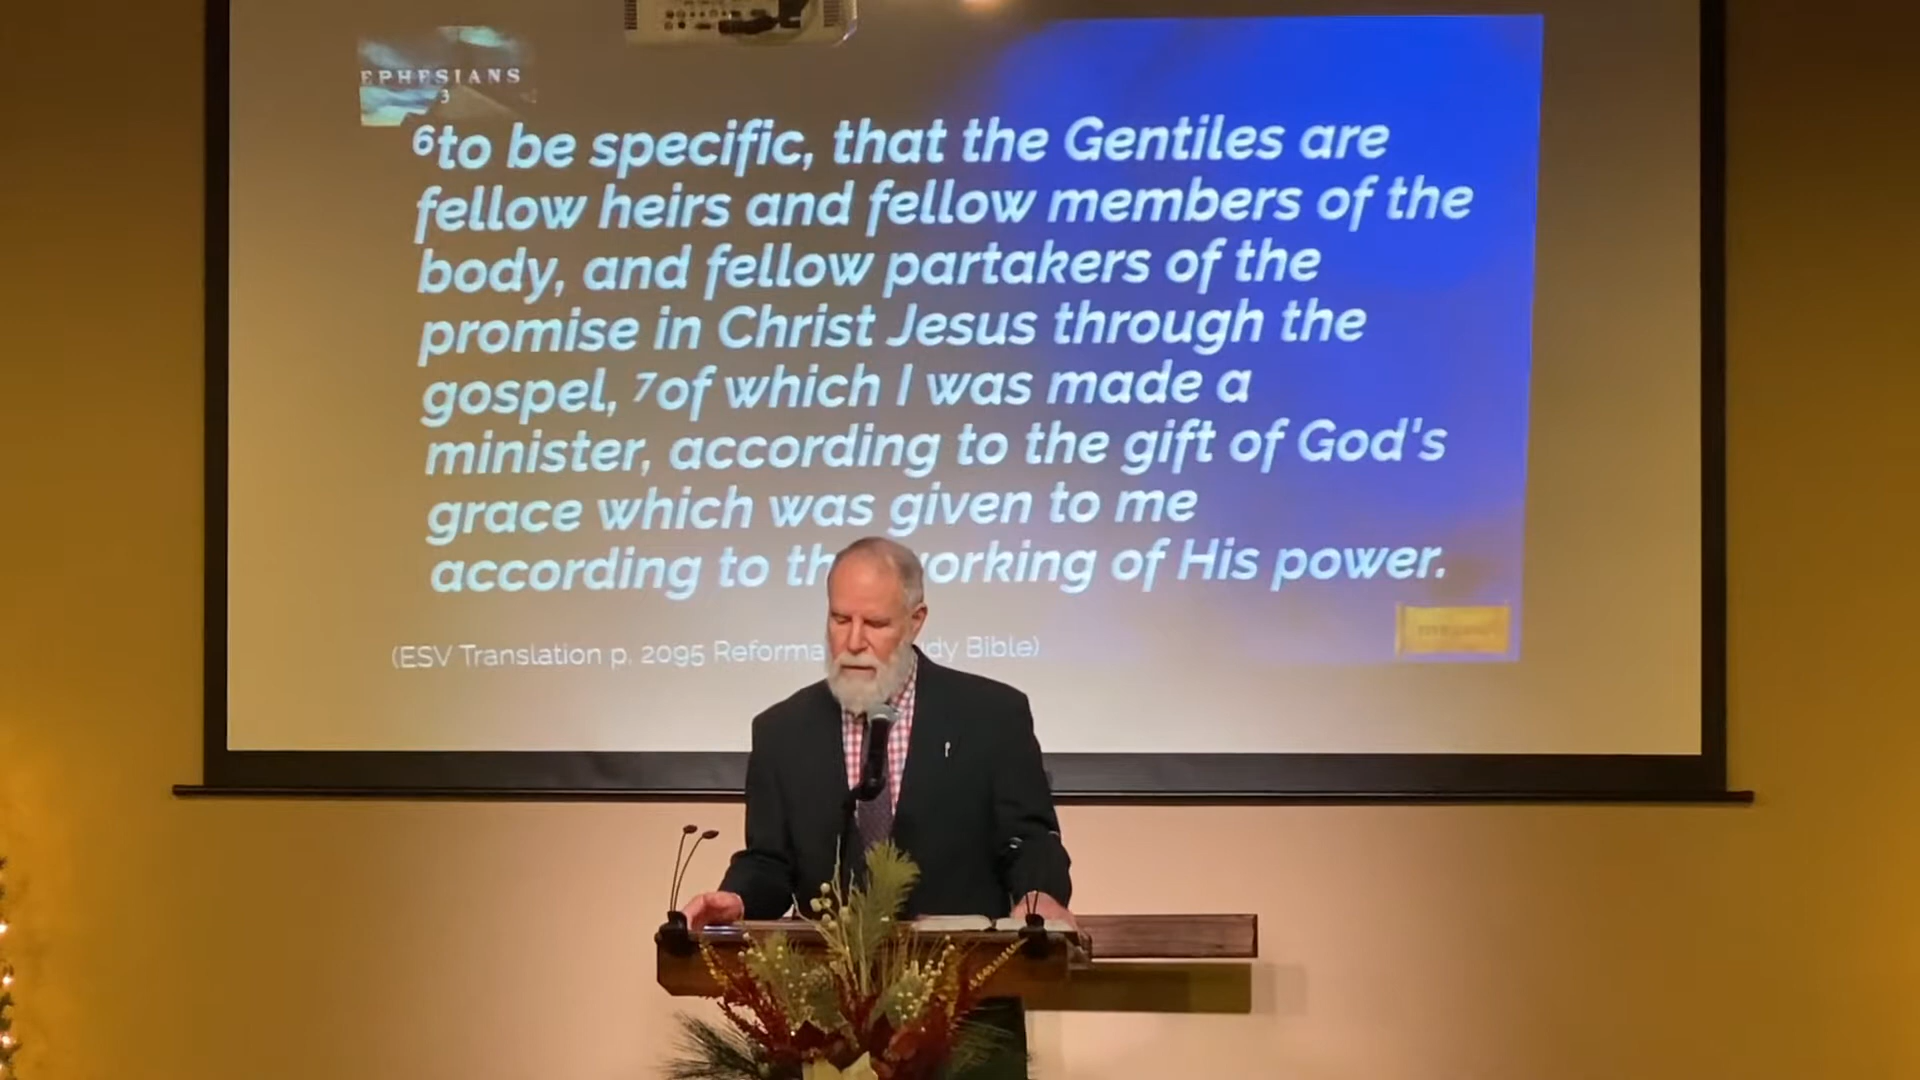 EPHESIANS
3
6to be specific, that the Gentiles are
fellow heirs and fellow members of the
body, and fellow partakers of the
promise in Christ Jesus through the
gospel, 7of which I was made a
minister, according to the gift of God's
grace which was given to me
according to th orking of His power.
(ESV Translation p. 2095 Reforma dy Bible)